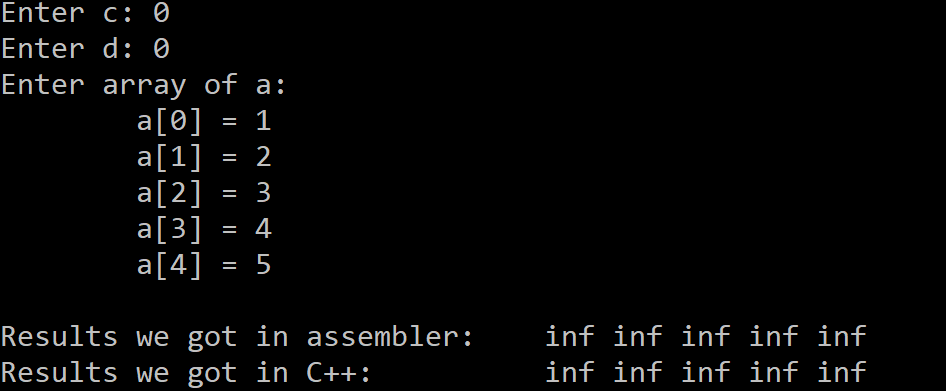 Enter c: 0
Enter d: 0
Enter array of a:
a[0] = 1
a[1] = 2
a[2] = 3
a[3] = 4
a[4] = 5
Results we got in assembler: inf inf inf inf inf
Results we got in C++: inf inf inf inf inf